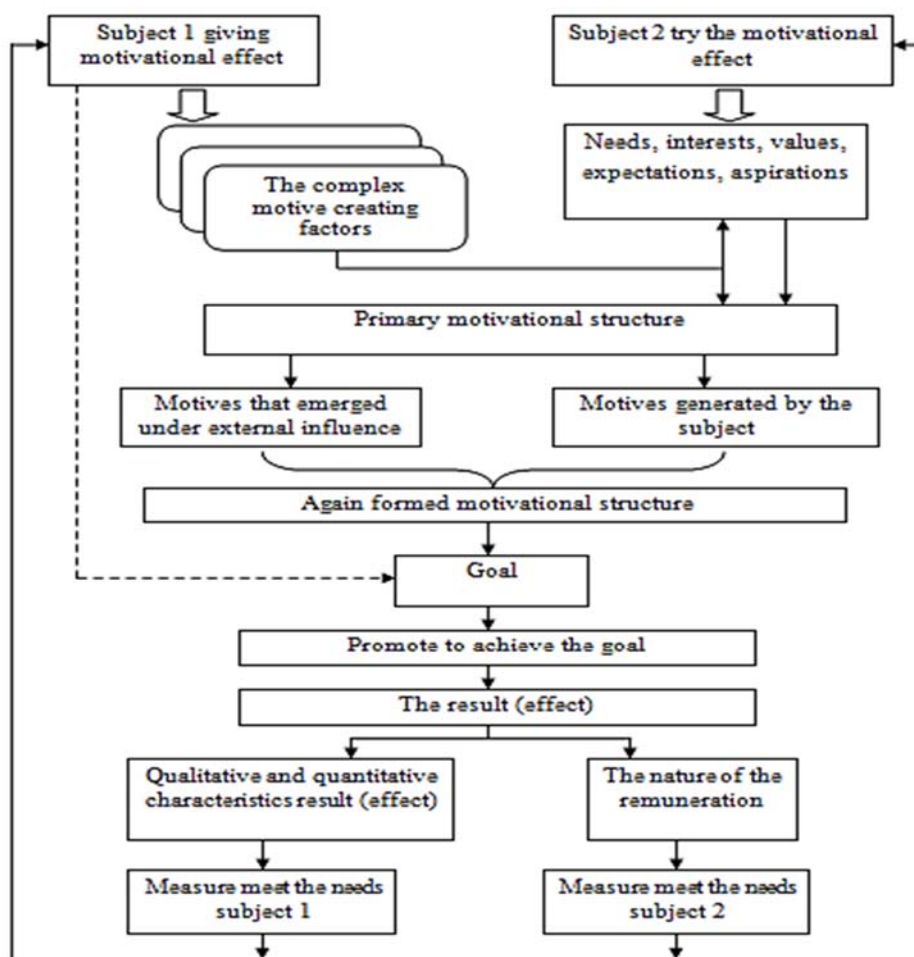 Subject 1 giving
motivational effect
Subject 2 try the motivational
effect
The complex
motive creating
factors
Needs, interests, values,
expectations, aspirations
Primary motivational structure
Motives that emerged
under external influence
Motives generated by the
subject
Again formed motivational structure
Goal
Promote to achieve the goal
The result (effect)
Qualitative and quantitative
characteristics result (effect)
The nature of the
remuneration
Measure meet the needs
subject 1
Measure meet the needs
subject 2